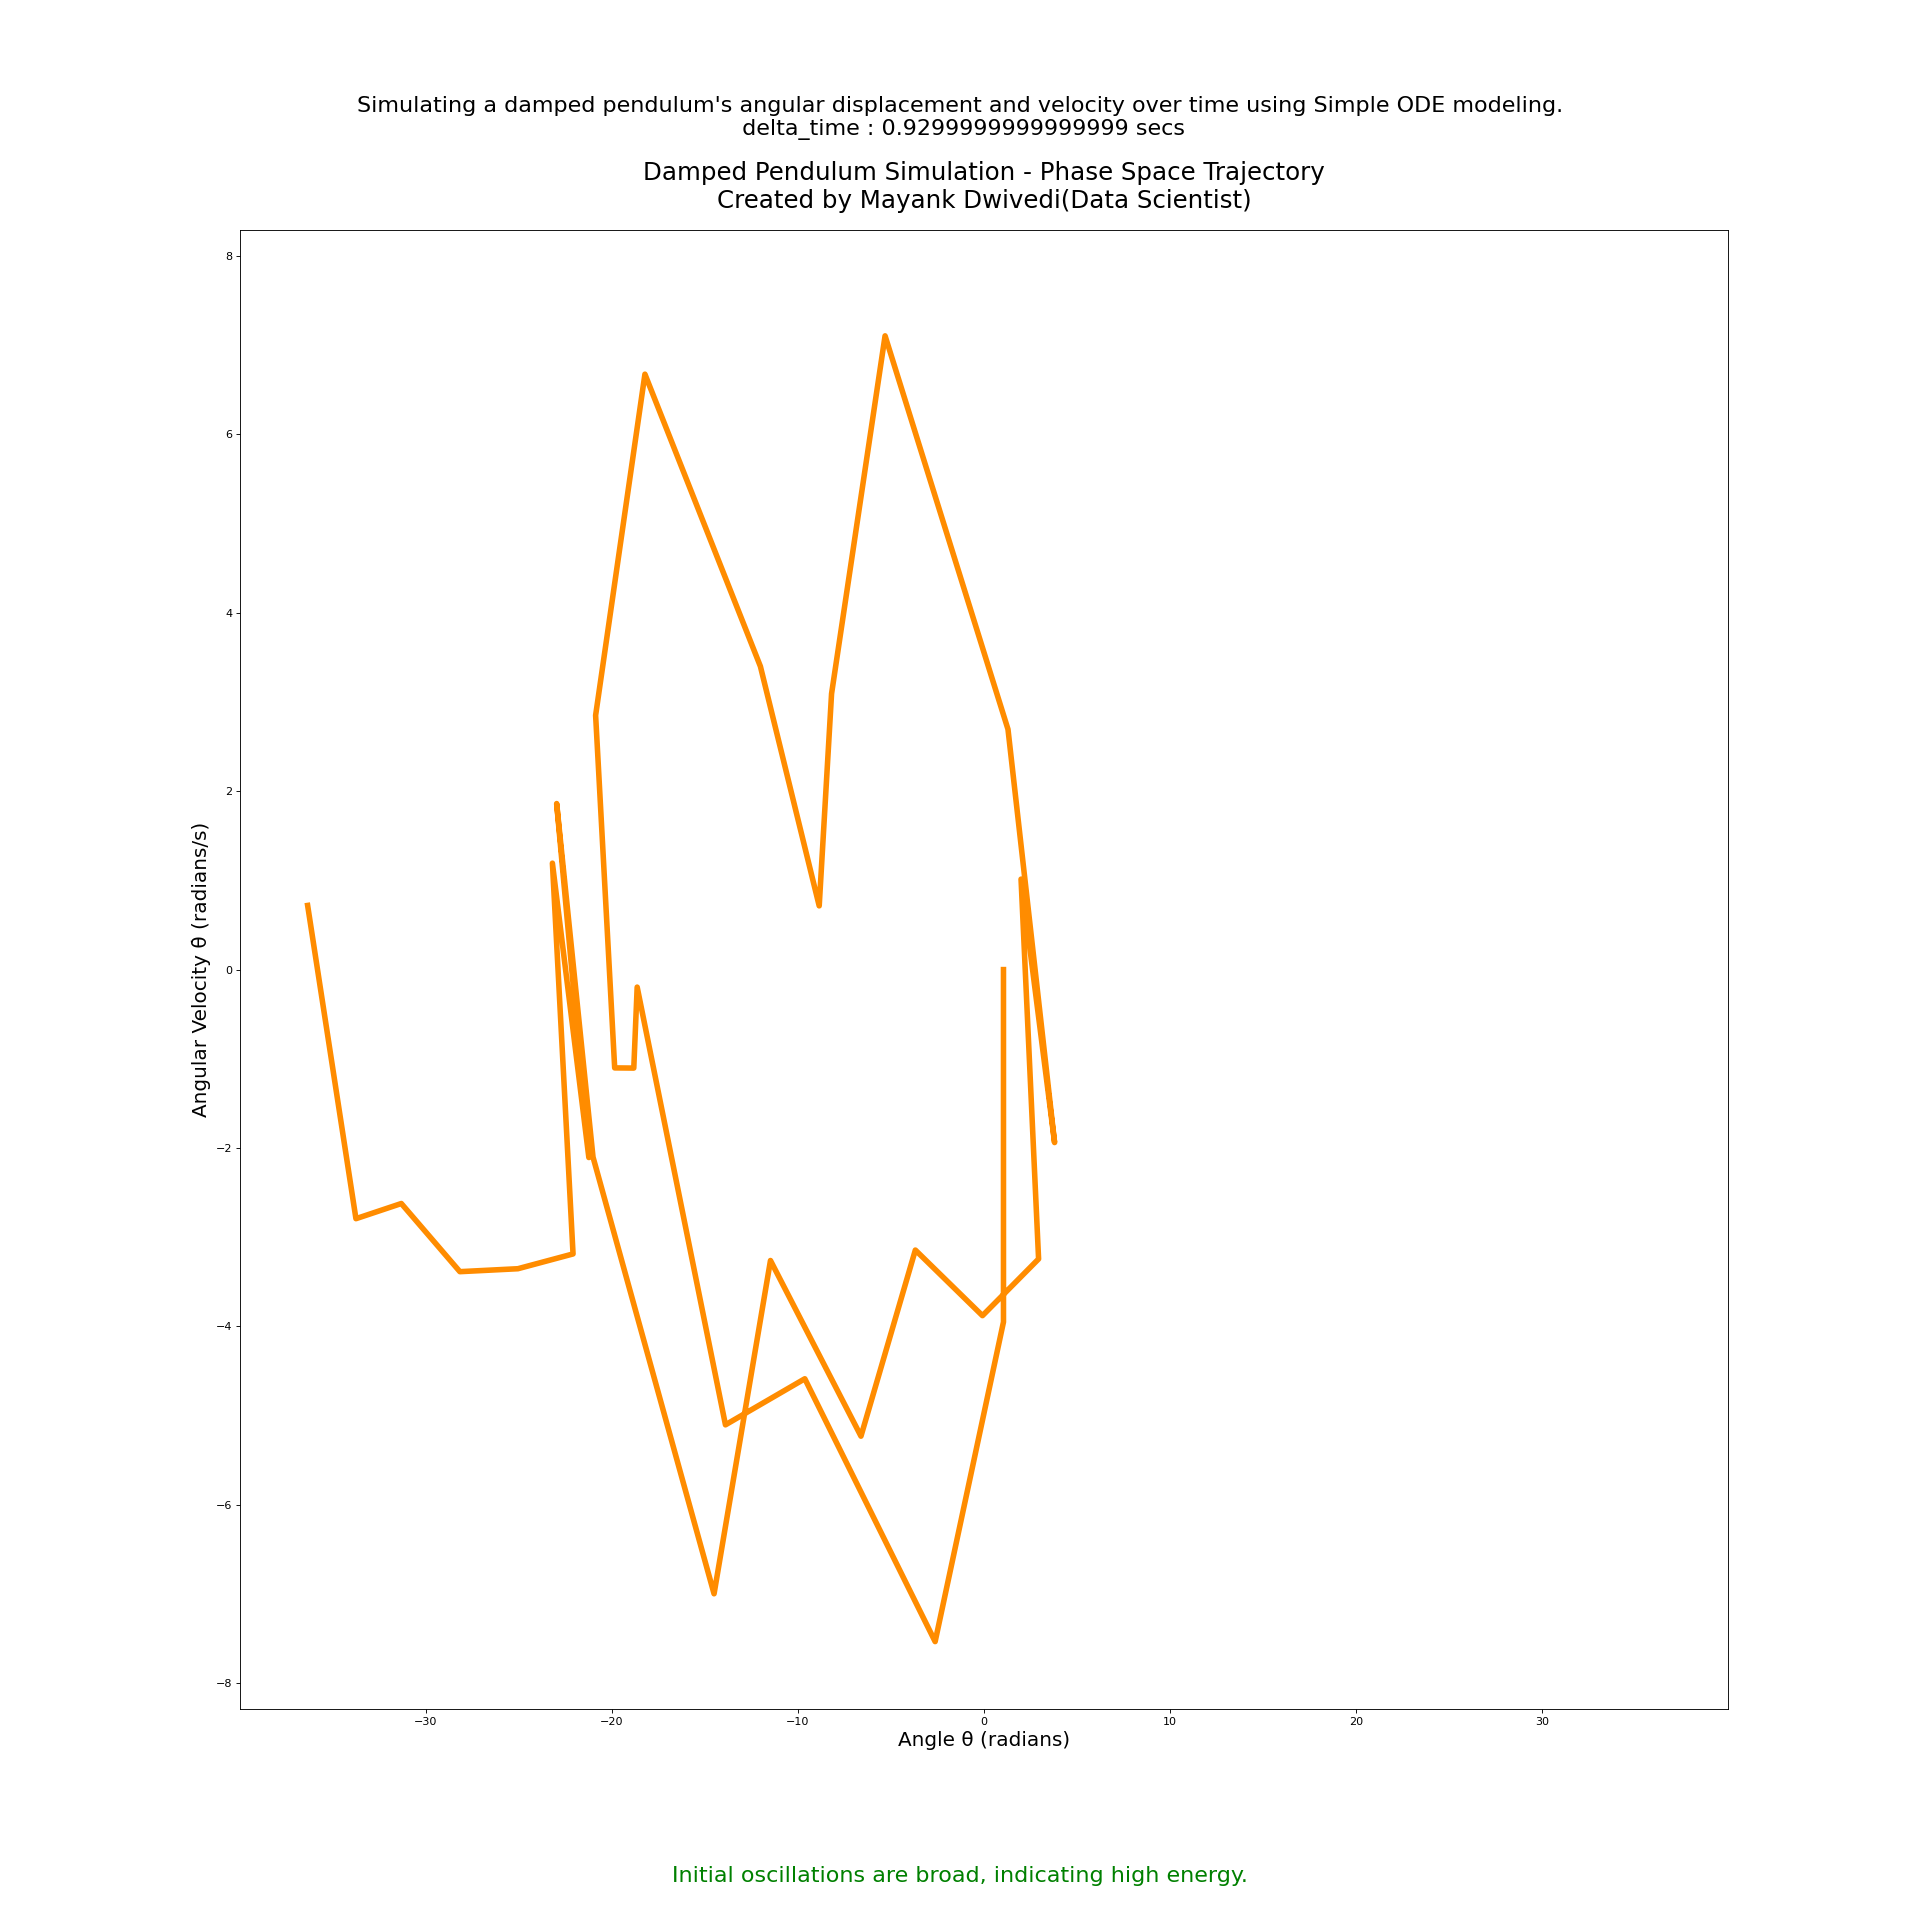 Simulating a damped pendulum's angular displacement and velocity over time using Simple ODE modeling.
delta_time : 0.9299999999999999 secs
Damped Pendulum Simulation - Phase Space Trajectory
Created by Mayank Dwivedi(Data Scientist)
8
6
4
2
0
−2
−4
−6
−8
Angular Velocity θ (radians/s)
−30
−20
−10
0
10
20
30
Angle θ (radians)
Initial oscillations are broad, indicating high energy.